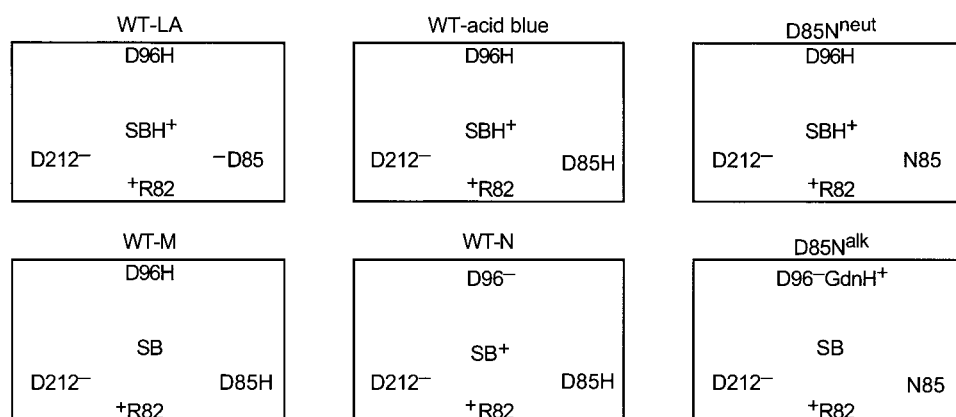 WT-LA WT-acid blue D85Nneut
D96H D96H D96H
SBH+ SBH+ SBH+
D212− −D85 D212− D85H D212− N85
+R82 +R82 +R82
WT-M WT-N D85Nalk
D96H D96− D96−GdnH+
SB SB+ SB
D212− D85H D212− D85H D212− N85
+R82 +R82 +R82